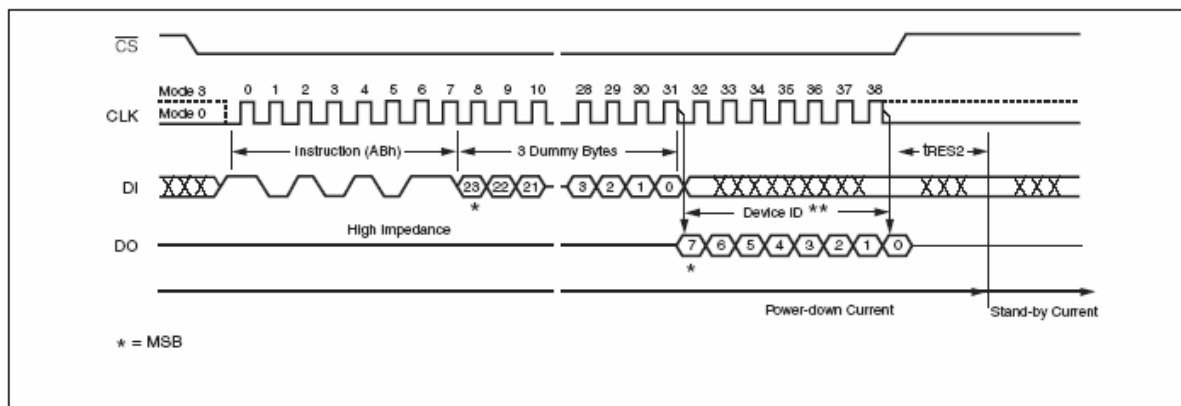 CS
Mode 3 0 1 2 3 4 5 6 7 8 9 10 28 29 30 31 32 33 34 35 36 37 38
CLK Mode 0
Instruction (ABh) 3 Dummy Bytes tRES2
DI 23 22 21 3 2 1 0
* Device ID **
High Impedance
DO 7 6 5 4 3 2 1 0
*
Power-down Current Stand-by Current
* = MSB